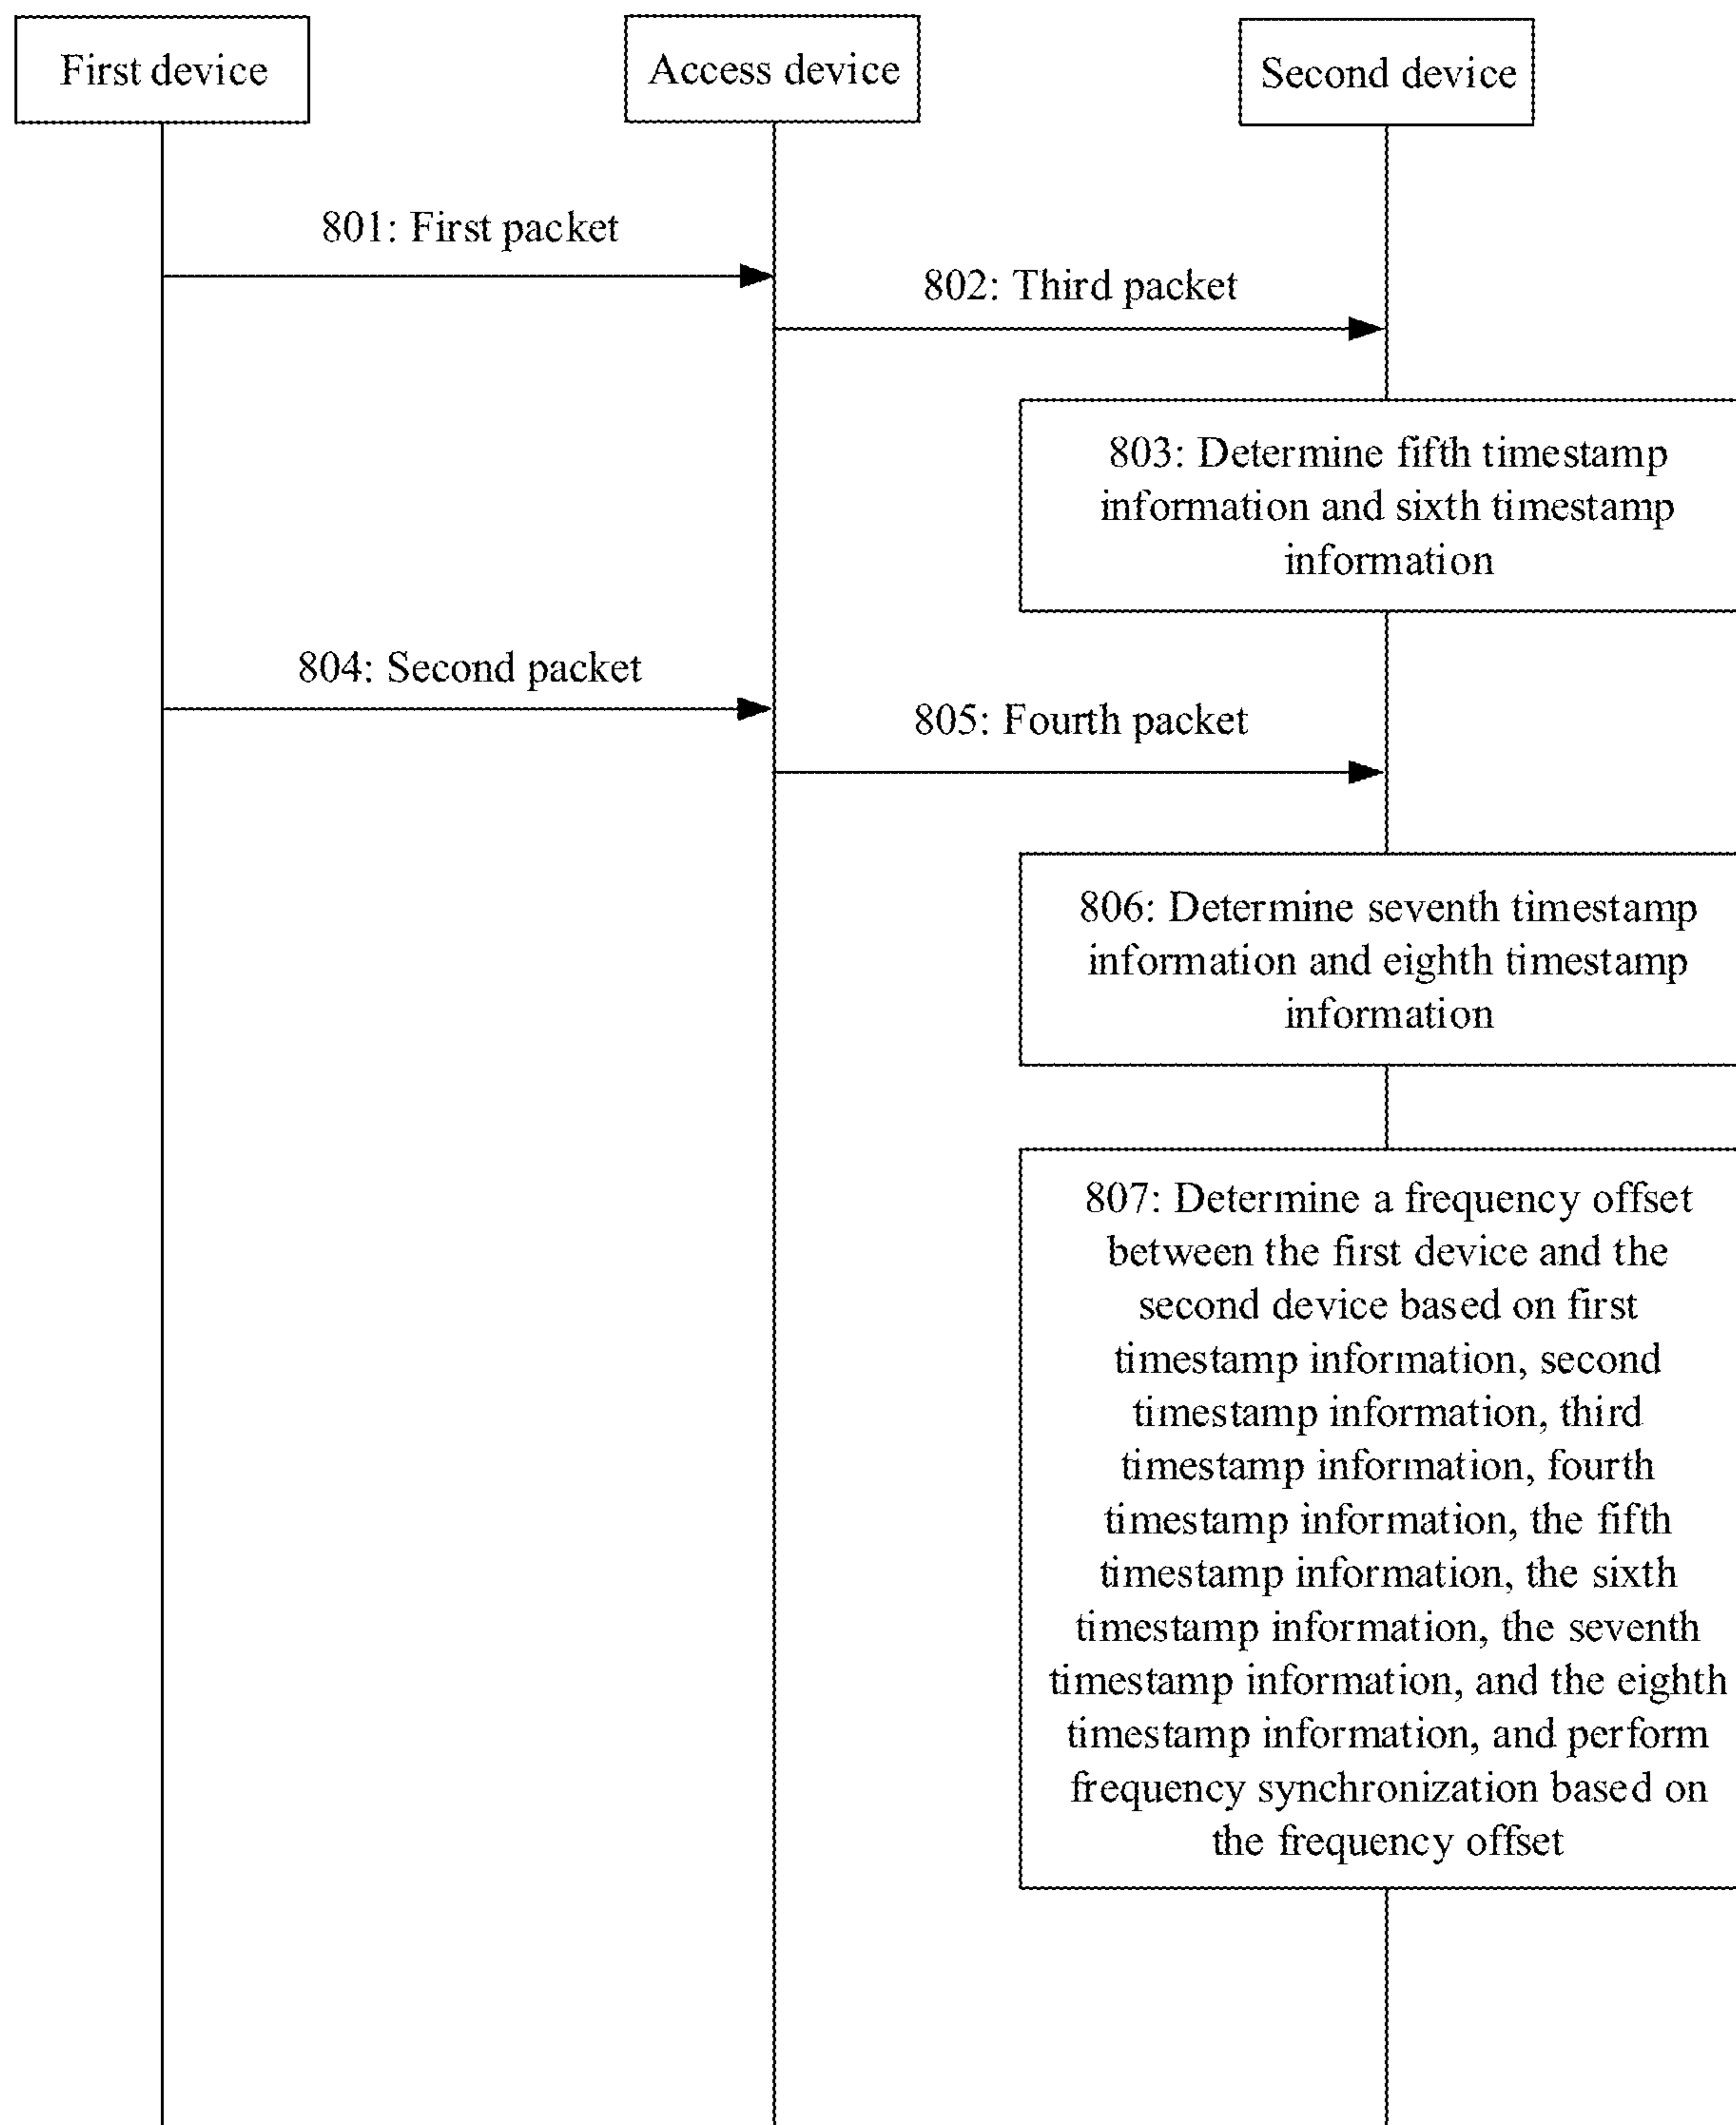 First device
Access device
Second device
801: First packet
802: Third packet
803: Determine fifth timestamp
information and sixth timestamp
information
804: Second packet
805: Fourth packet
806: Determine seventh timestamp
information and eighth timestamp
information
807: Determine a frequency offset
between the first device and the
second device based on first
timestamp information, second
timestamp information, third
timestamp information, fourth
timestamp information, the fifth
timestamp information, the sixth
timestamp information, the seventh
timestamp information, and the eighth
timestamp information, and perform
frequency synchronization based on
the frequency offset